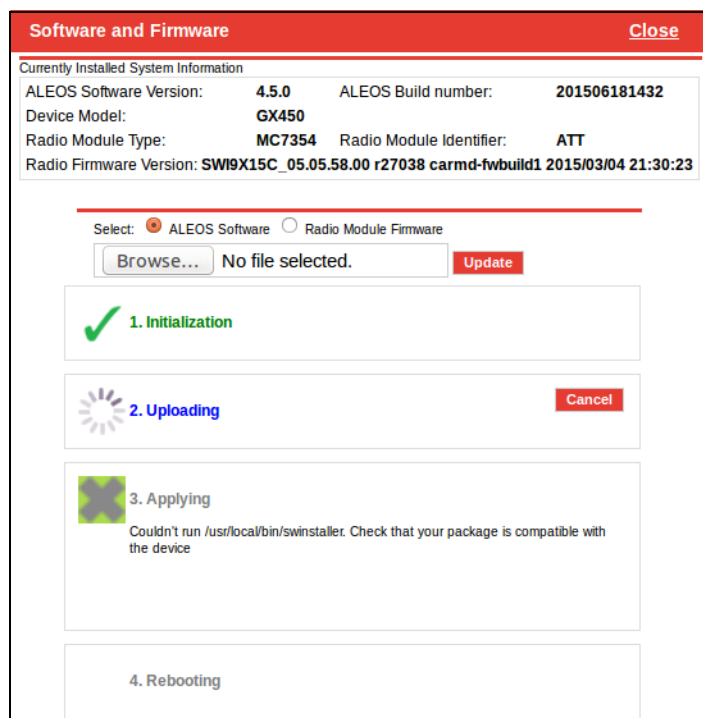 Software and Firmware Close
Currently Installed System Information
ALEOS Software Version: 4.5.0 ALEOS Build number: 201506181432
Device Model: GX450
Radio Module Type: MC7354 Radio Module Identifier: ATT
Radio Firmware Version: SWI9X15C_05.05.58.00 r27038 carmd-fwbuild1 2015/03/04 21:30:23
Select: ALEOS Software Radio Module Firmware
Browse... No file selected. Update
1. Initialization
2. Uploading Cancel
3. Applying
Couldn't run /usr/local/bin/swinstaller. Check that your package is compatible with
the device
4. Rebooting